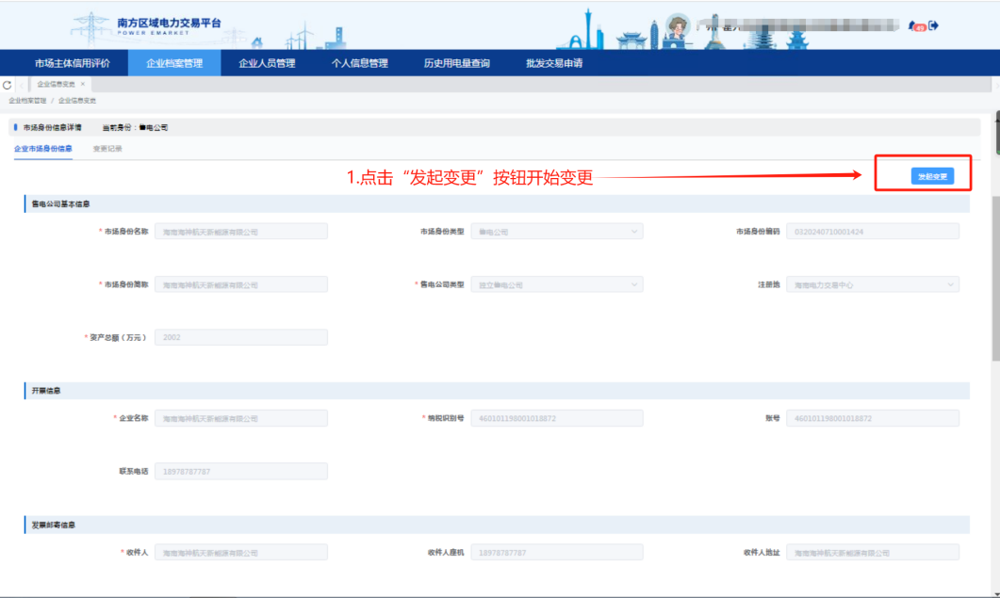 南方区域电力交易平台
POWER EMARKET
49
市场主体信用评价 企业档案管理 企业人员管理 个人信息管理 历史用电量查询 批发交易申请
企业信息变更 ×
企业档案管理 / 企业信息变更
市场身份信息详情 当前身份：售电公司
企业市场身份信息 变更记录
1.点击“发起变更”按钮开始变更
发起变更
售电公司基本信息
* 市场身份名称 海南海神航天新能源有限公司 市场身份类型 售电公司 市场身份编码 0320240710001424
* 市场身份简称 海南海神航天新能源有限公司 * 售电公司类型 独立售电公司 注册地 海南电力交易中心
* 资产总额（万元） 2002
开票信息
* 企业名称 海南海神航天新能源有限公司 * 纳税识别号 460101198001018872 账号 460101198001018872
联系电话 18978787787
发票邮寄信息
* 收件人 海南海神航天新能源有限公司 收件人座机 18978787787 收件人地址 海南海神航天新能源有限公司